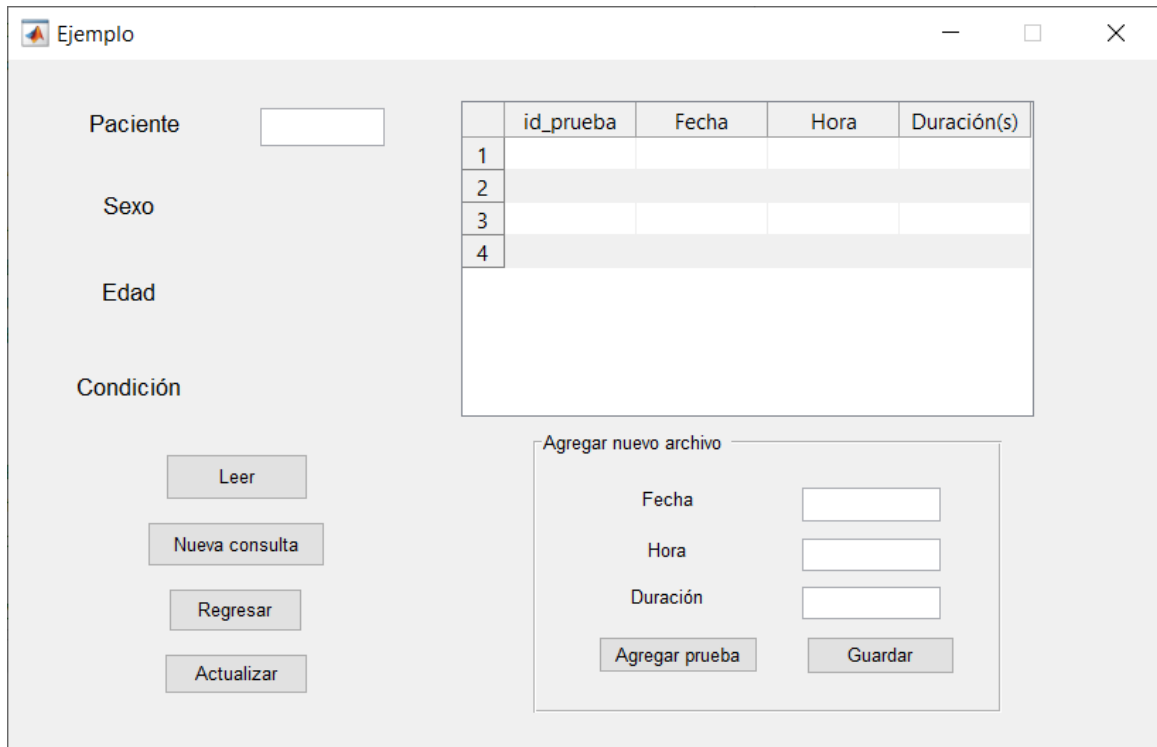 Ejemplo
Paciente
Sexo
Edad
Condición
Leer
Nueva consulta
Regresar
Actualizar
id_prueba Fecha Hora Duración(s)
1
2
3
4
Agregar nuevo archivo
Fecha
Hora
Duración
Agregar prueba Guardar